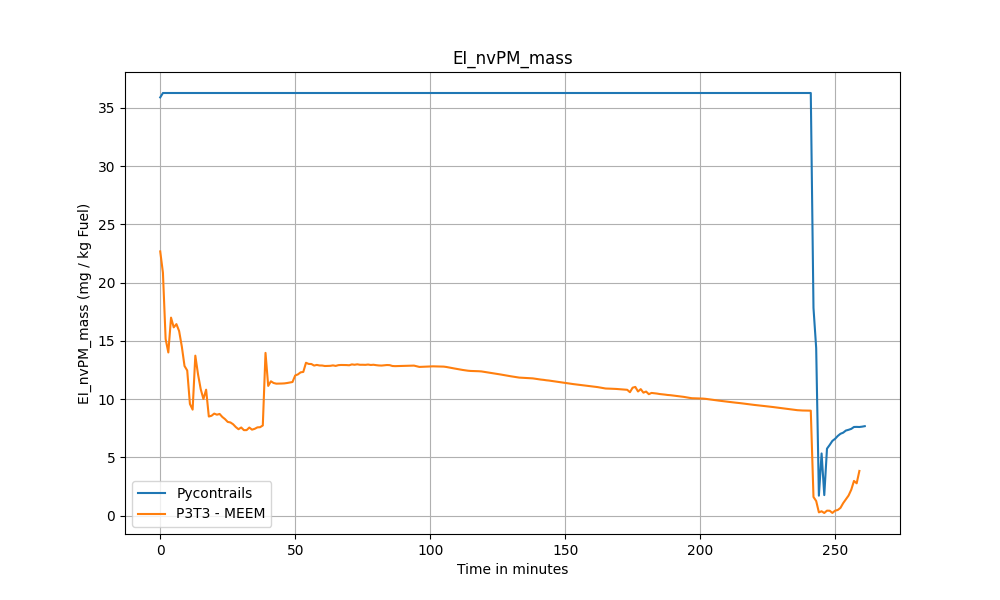 EI_nvPM_mass
EI_nvPM_mass (mg / kg Fuel)
35
30
25
20
15
10
5
0
Pycontrails
P3T3 - MEEM
0 50 100 150 200 250
Time in minutes